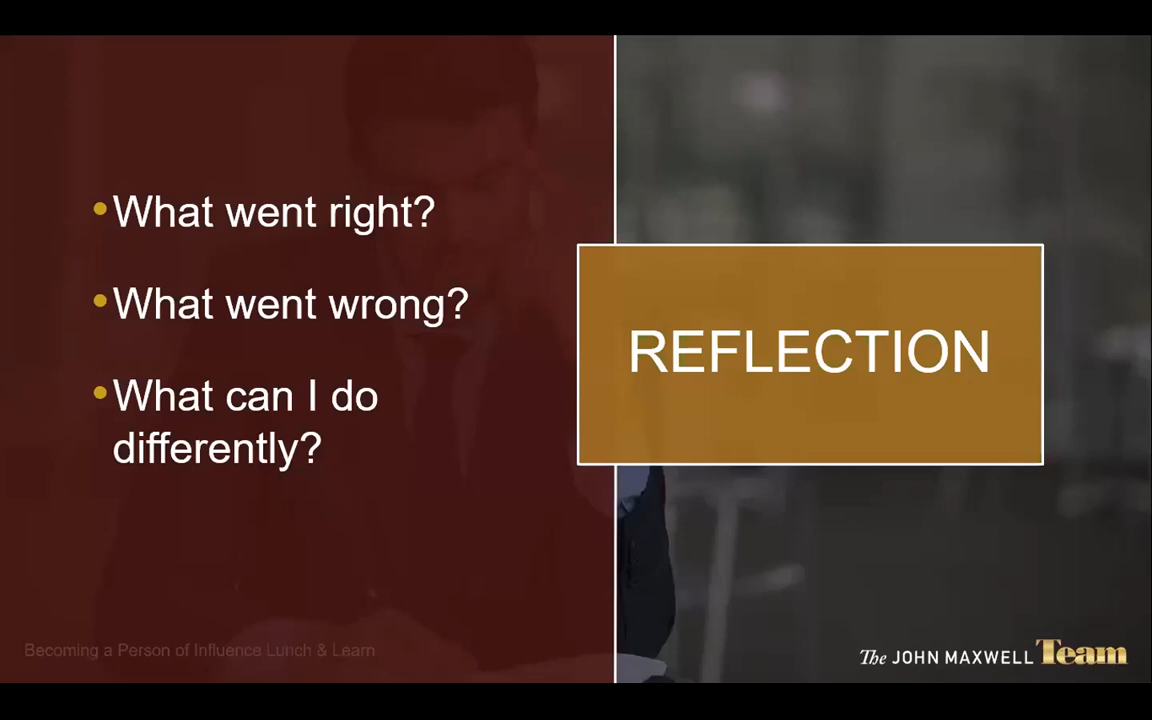 •What went right?
•What went wrong?
•What can I do
differently?
REFLECTION
Becoming a Person of Influence Lunch & Learn
The JOHN MAXWELL Team